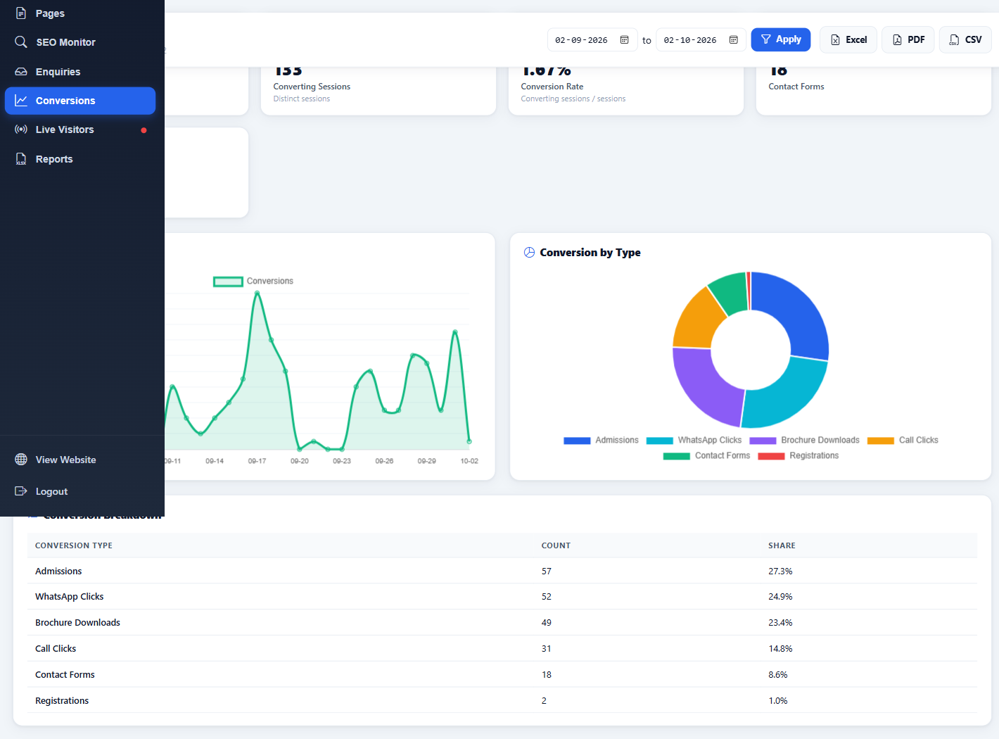 Pages
SEO Monitor
Enquiries
Conversions
Live Visitors
Reports
View Website
Logout
02-09-2026 to 02-10-2026 Apply Excel PDF CSV
133
Converting Sessions
Distinct sessions
1.67%
Conversion Rate
Converting sessions / sessions
18
Contact Forms
Conversions
09-11 09-14 09-17 09-20 09-23 09-26 09-29 10-02
Conversion by Type
Admissions WhatsApp Clicks Brochure Downloads Call Clicks
Contact Forms Registrations
Conversion Breakdown
CONVERSION TYPE COUNT SHARE
Admissions 57 27.3%
WhatsApp Clicks 52 24.9%
Brochure Downloads 49 23.4%
Call Clicks 31 14.8%
Contact Forms 18 8.6%
Registrations 2 1.0%